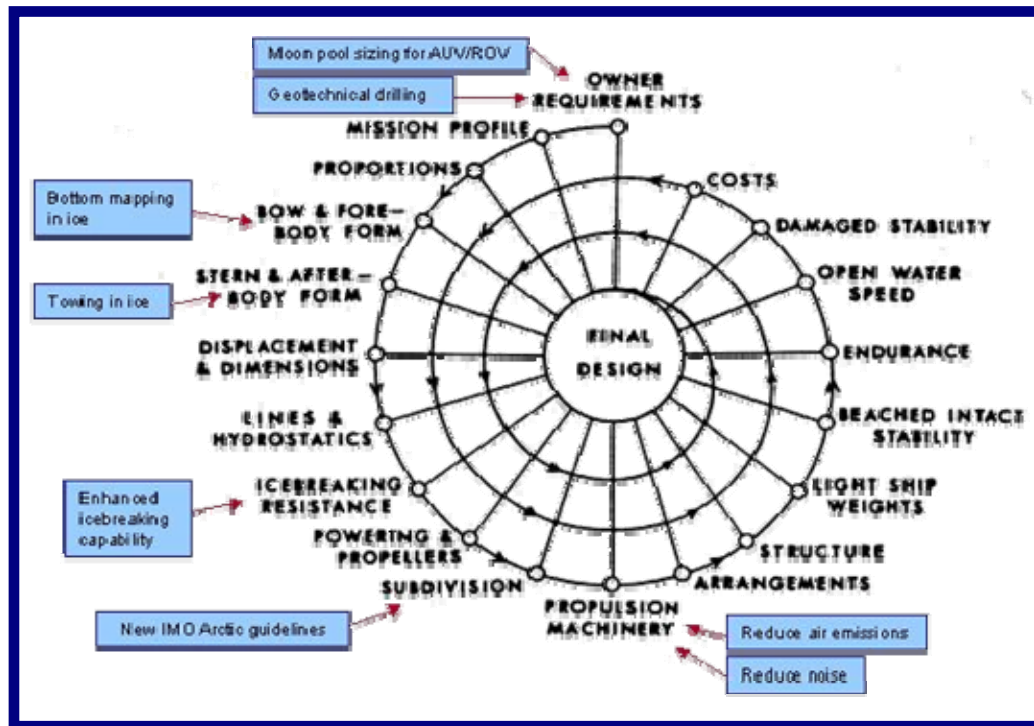 Moon pool sizing for AUV/ROV
Geotechnical drilling
OWNER
REQUIREMENTS
MISSION PROFILE
PROPORTIONS
Bottom mapping
in ice
BOW & FORE-
BODY FORM
Towing in ice
STERN & AFTER-
BODY FORM
DISPLACEMENT
& DIMENSIONS
LINES &
HYDROSTATICS
Enhanced
icebreaking
capability
ICEBREAKING
RESISTANCE
POWERING &
PROPELLERS
SUBDIVISION
New IMO Arctic guidelines
PROPULSION
MACHINERY
Reduce air emissions
Reduce noise
ARRANGEMENTS
STRUCTURE
LIGHT SHIP
WEIGHTS
BEACHED INTACT
STABILITY
ENDURANCE
OPEN WATER
SPEED
DAMAGED STABILITY
COSTS
FINAL
DESIGN